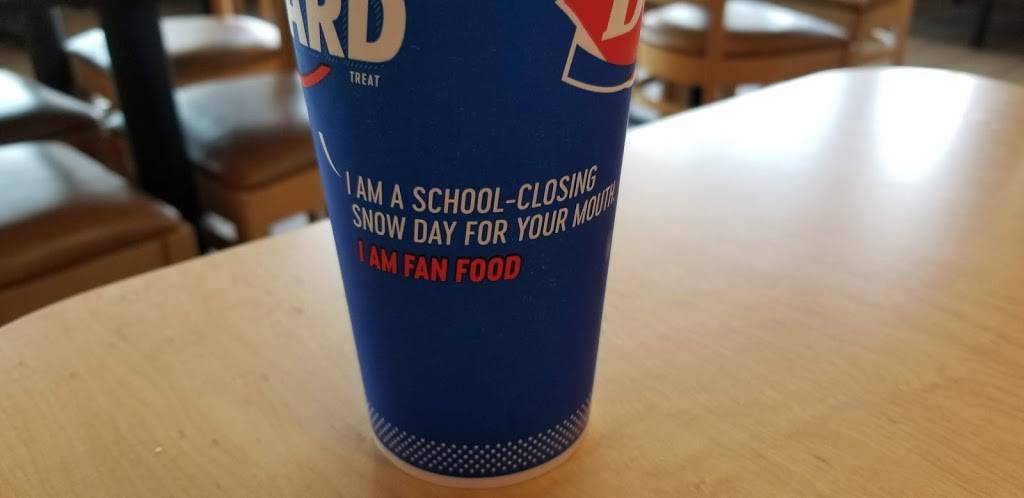 ARD
D
TREAT
I AM A SCHOOL-CLOSING
SNOW DAY FOR YOUR MOUTH.
I AM FAN FOOD